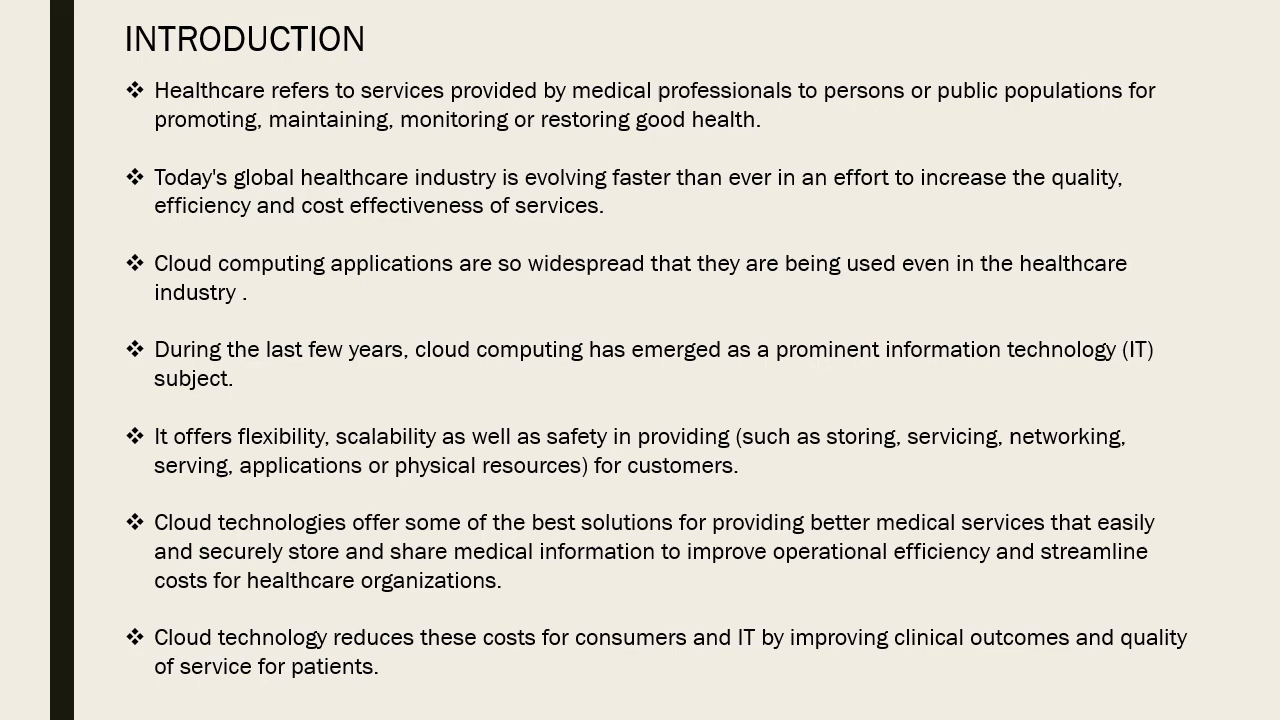 INTRODUCTION
❖ Healthcare refers to services provided by medical professionals to persons or public populations for
promoting, maintaining, monitoring or restoring good health.
❖ Today's global healthcare industry is evolving faster than ever in an effort to increase the quality,
efficiency and cost effectiveness of services.
❖ Cloud computing applications are so widespread that they are being used even in the healthcare
industry .
❖ During the last few years, cloud computing has emerged as a prominent information technology (IT)
subject.
❖ It offers flexibility, scalability as well as safety in providing (such as storing, servicing, networking,
serving, applications or physical resources) for customers.
❖ Cloud technologies offer some of the best solutions for providing better medical services that easily
and securely store and share medical information to improve operational efficiency and streamline
costs for healthcare organizations.
❖ Cloud technology reduces these costs for consumers and IT by improving clinical outcomes and quality
of service for patients.